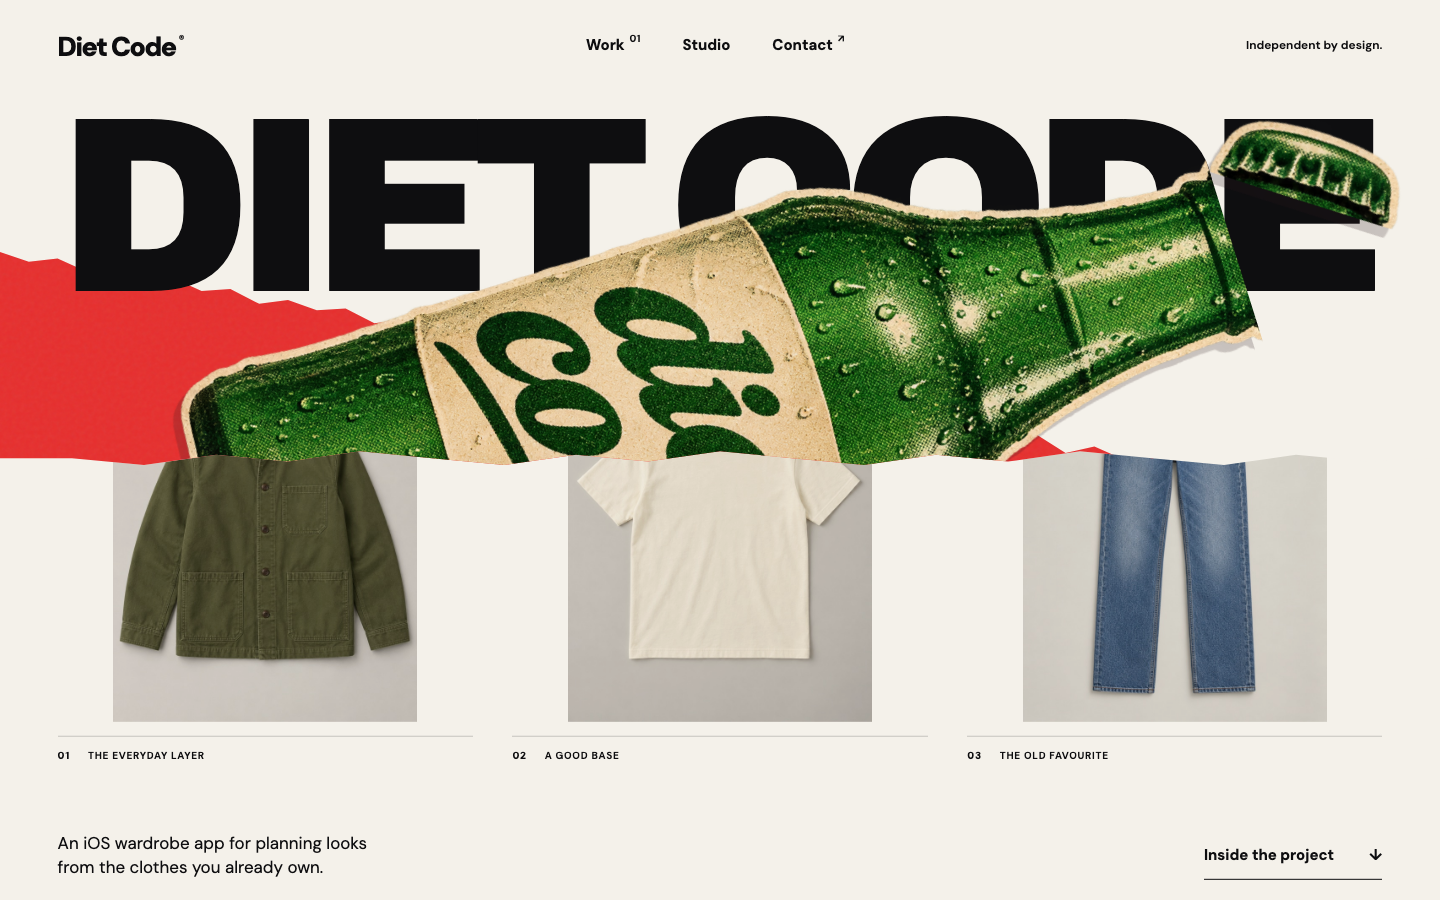 Diet Code®
Work 01
Studio
Contact ↗
Independent by design.
DIET CODE
01 THE EVERYDAY LAYER
02 A GOOD BASE
03 THE OLD FAVOURITE
An iOS wardrobe app for planning looks
from the clothes you already own.
Inside the project ↓